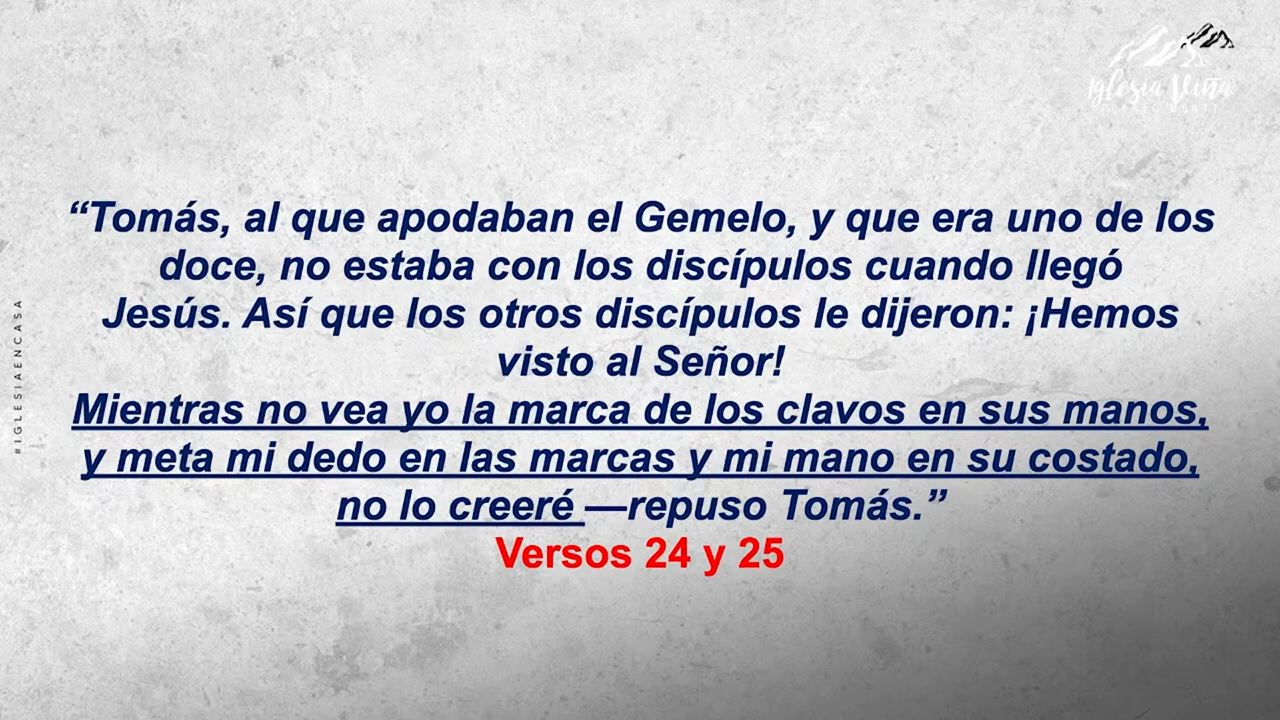 Iglesia Viña
“Tomás, al que apodaban el Gemelo, y que era uno de los
doce, no estaba con los discípulos cuando llegó
Jesús. Así que los otros discípulos le dijeron: ¡Hemos
visto al Señor!
Mientras no vea yo la marca de los clavos en sus manos,
y meta mi dedo en las marcas y mi mano en su costado,
no lo creeré —repuso Tomás.”
Versos 24 y 25
#IGLESIAENCASA